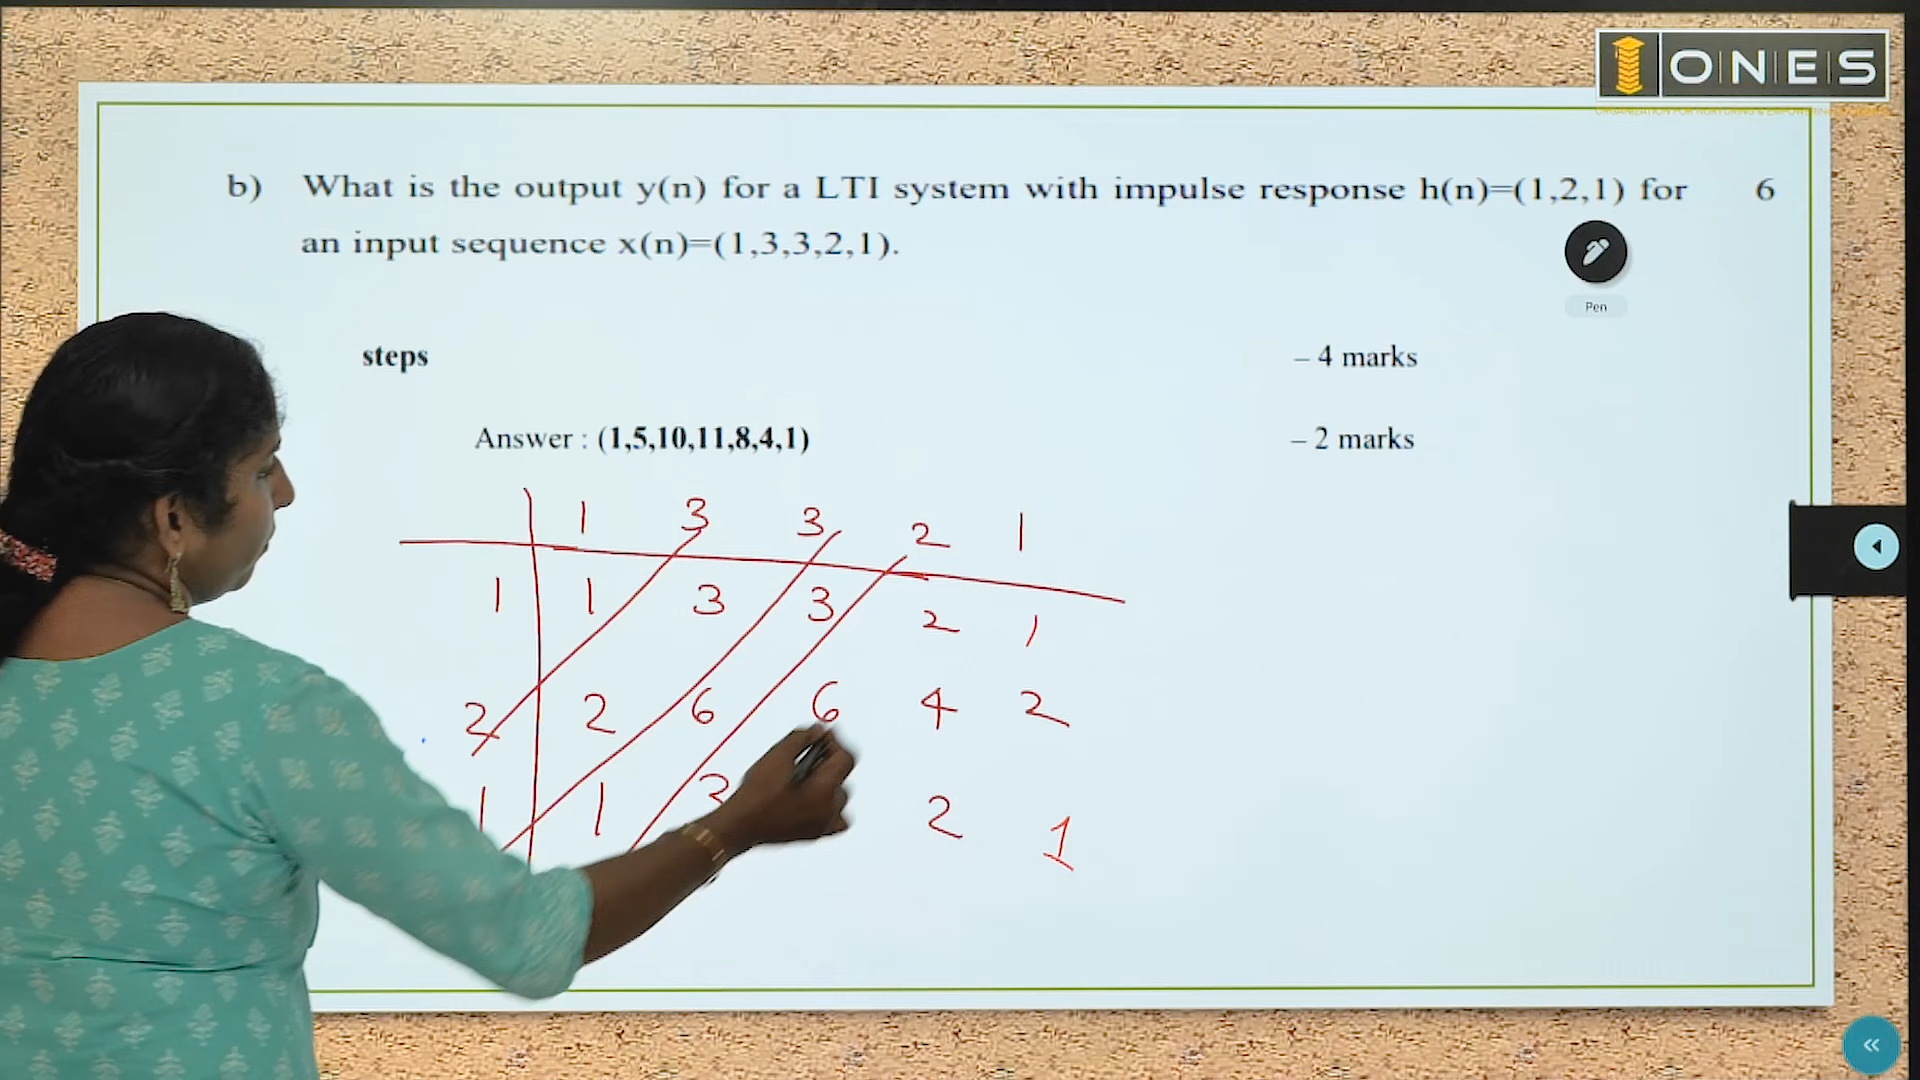 ONES
b) What is the output y(n) for a LTI system with impulse response h(n)=(1,2,1) for 6
an input sequence x(n)=(1,3,3,2,1).
Pen
steps – 4 marks
Answer : (1,5,10,11,8,4,1) – 2 marks
1 3 3 2 1
1 1 3 3 2 1
2 2 6 6 4 2
1 1 2 1